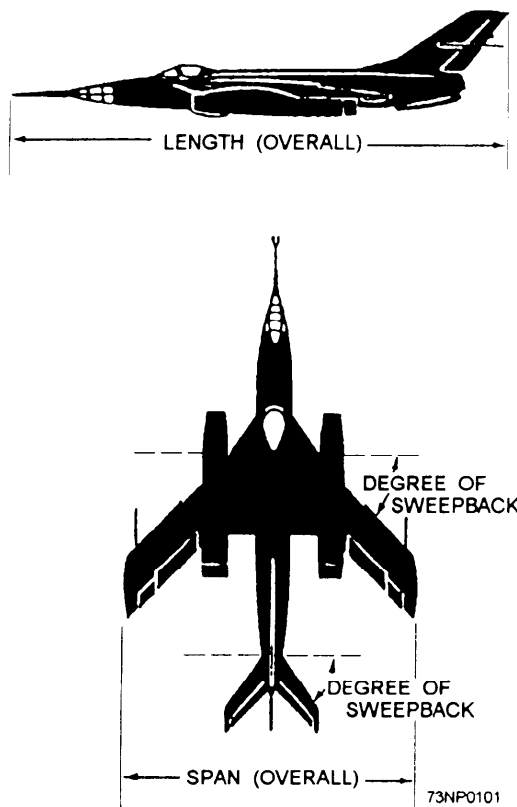 LENGTH (OVERALL)
DEGREE OF
SWEEPBACK
DEGREE OF
SWEEPBACK
SPAN (OVERALL)
73NP0101